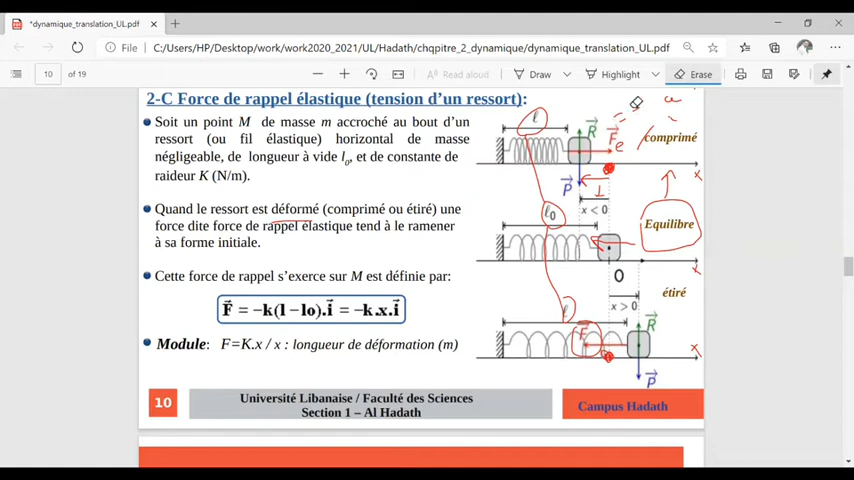 *dynamique_translation_UL.pdf
File
C:/Users/HP/Desktop/work/work2020_2021/UL/Hadath/chqpitre_2_dynamique/dynamique_translation_UL.pdf
10 of 19
Read aloud
Draw
Highlight
Erase
2-C Force de rappel élastique (tension d'un ressort):
Soit un point M de masse m accroché au bout d'un
ressort (ou fil élastique) horizontal de masse
négligeable, de longueur à vide l0, et de constante de
raideur K (N/m).
Quand le ressort est déformé (comprimé ou étiré) une
force dite force de rappel élastique tend à le ramener
à sa forme initiale.
Cette force de rappel s'exerce sur M est définie par:
F⃗ = −k(l − lo).i⃗ = −k.x.i⃗
Module: F=K.x / x : longueur de déformation (m)
ℓ
R⃗
F⃗e
comprimé
x
P⃗
x < 0
ℓ0
Equilibre
x
O
étiré
x > 0
ℓ
F⃗
R⃗
x
P⃗
10
Université Libanaise / Faculté des Sciences
Section 1 – Al Hadath
Campus Hadath